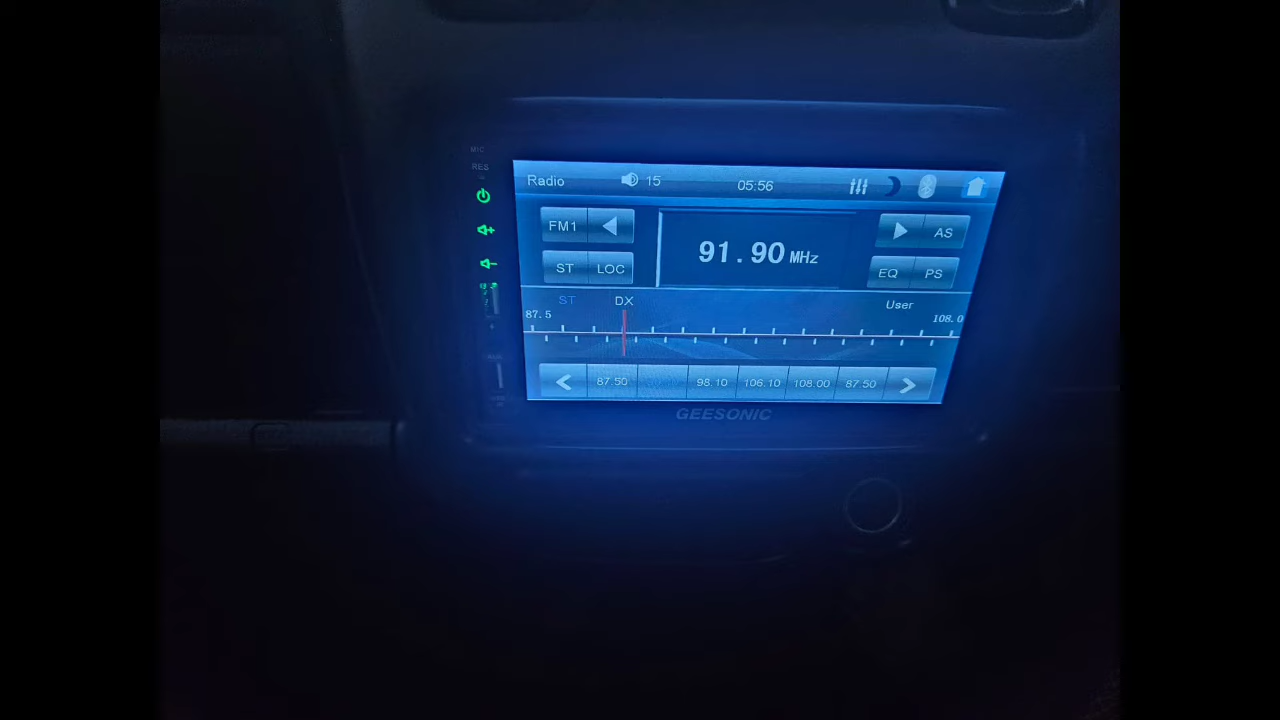 MIC
RES
Radio 15 05:56
FM1 91.90 MHz AS
ST LOC EQ PS
ST DX User
87.5 108.0
87.50 98.10 106.10 108.00 87.50
GEESONIC